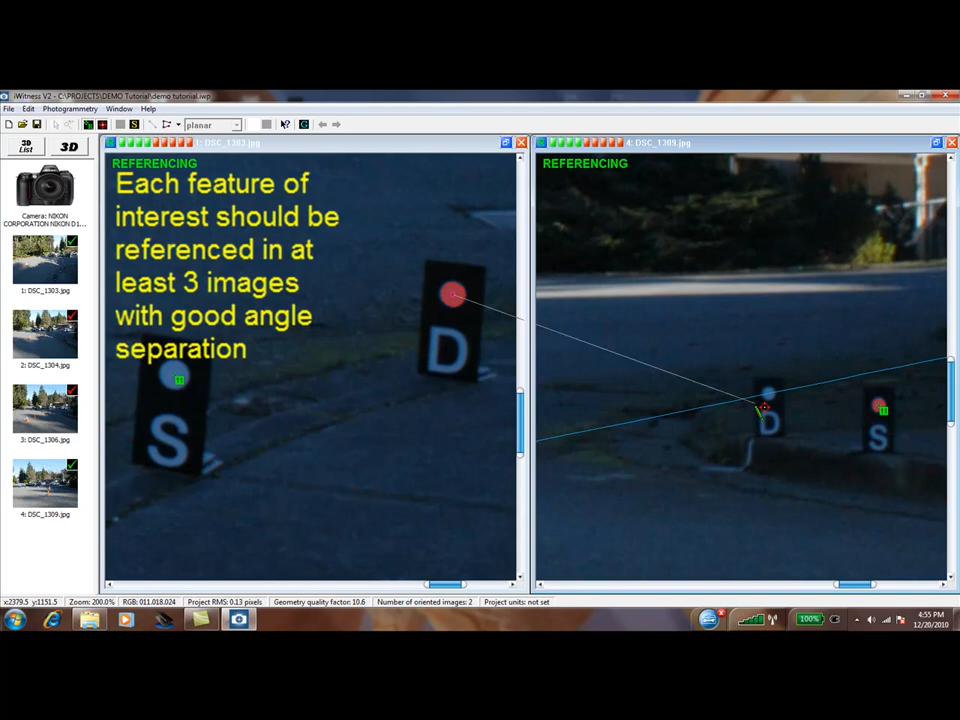 iWitness V2 - C:\PROJECTS\DEMO Tutorial\demo tutorial.iwp
File Edit Photogrammetry Window Help
planar
3D List
3D
Camera: NIKON
CORPORATION NIKON D1...
1: DSC_1303.jpg
2: DSC_1304.jpg
3: DSC_1306.jpg
4: DSC_1309.jpg
1: DSC_1303.jpg
REFERENCING
Each feature of
interest should be
referenced in at
least 3 images
with good angle
separation
11
D
S
4: DSC_1309.jpg
REFERENCING
D
11
S
x:2379.5 y:1151.5 Zoom: 200.0% RGB: 011.018.024 Project RMS: 0.13 pixels Geometry quality factor: 10.6 Number of oriented images: 2 Project units: not set
100%
4:55 PM
12/20/2010